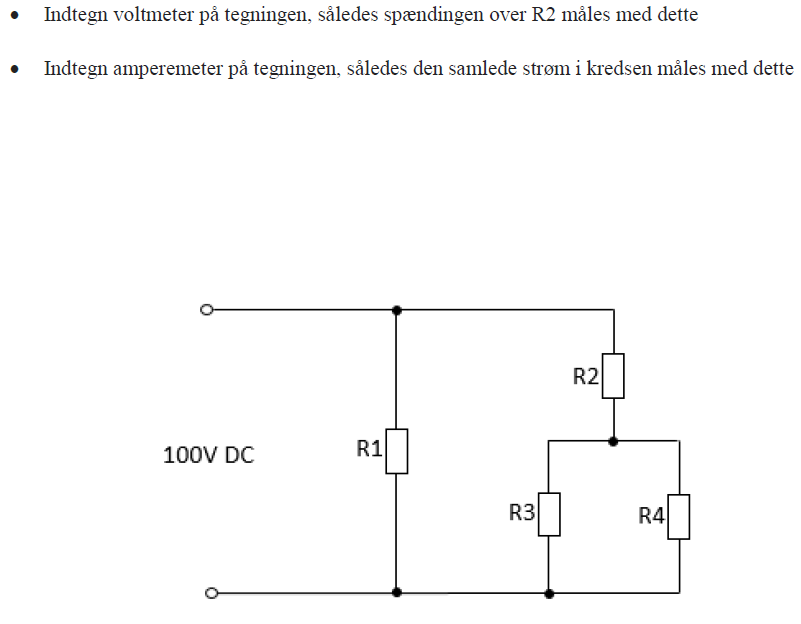 • Indtegn voltmeter på tegningen, således spændingen over R2 måles med dette
• Indtegn amperemeter på tegningen, således den samlede strøm i kredsen måles med dette
R2
100V DC
R1
R3
R4